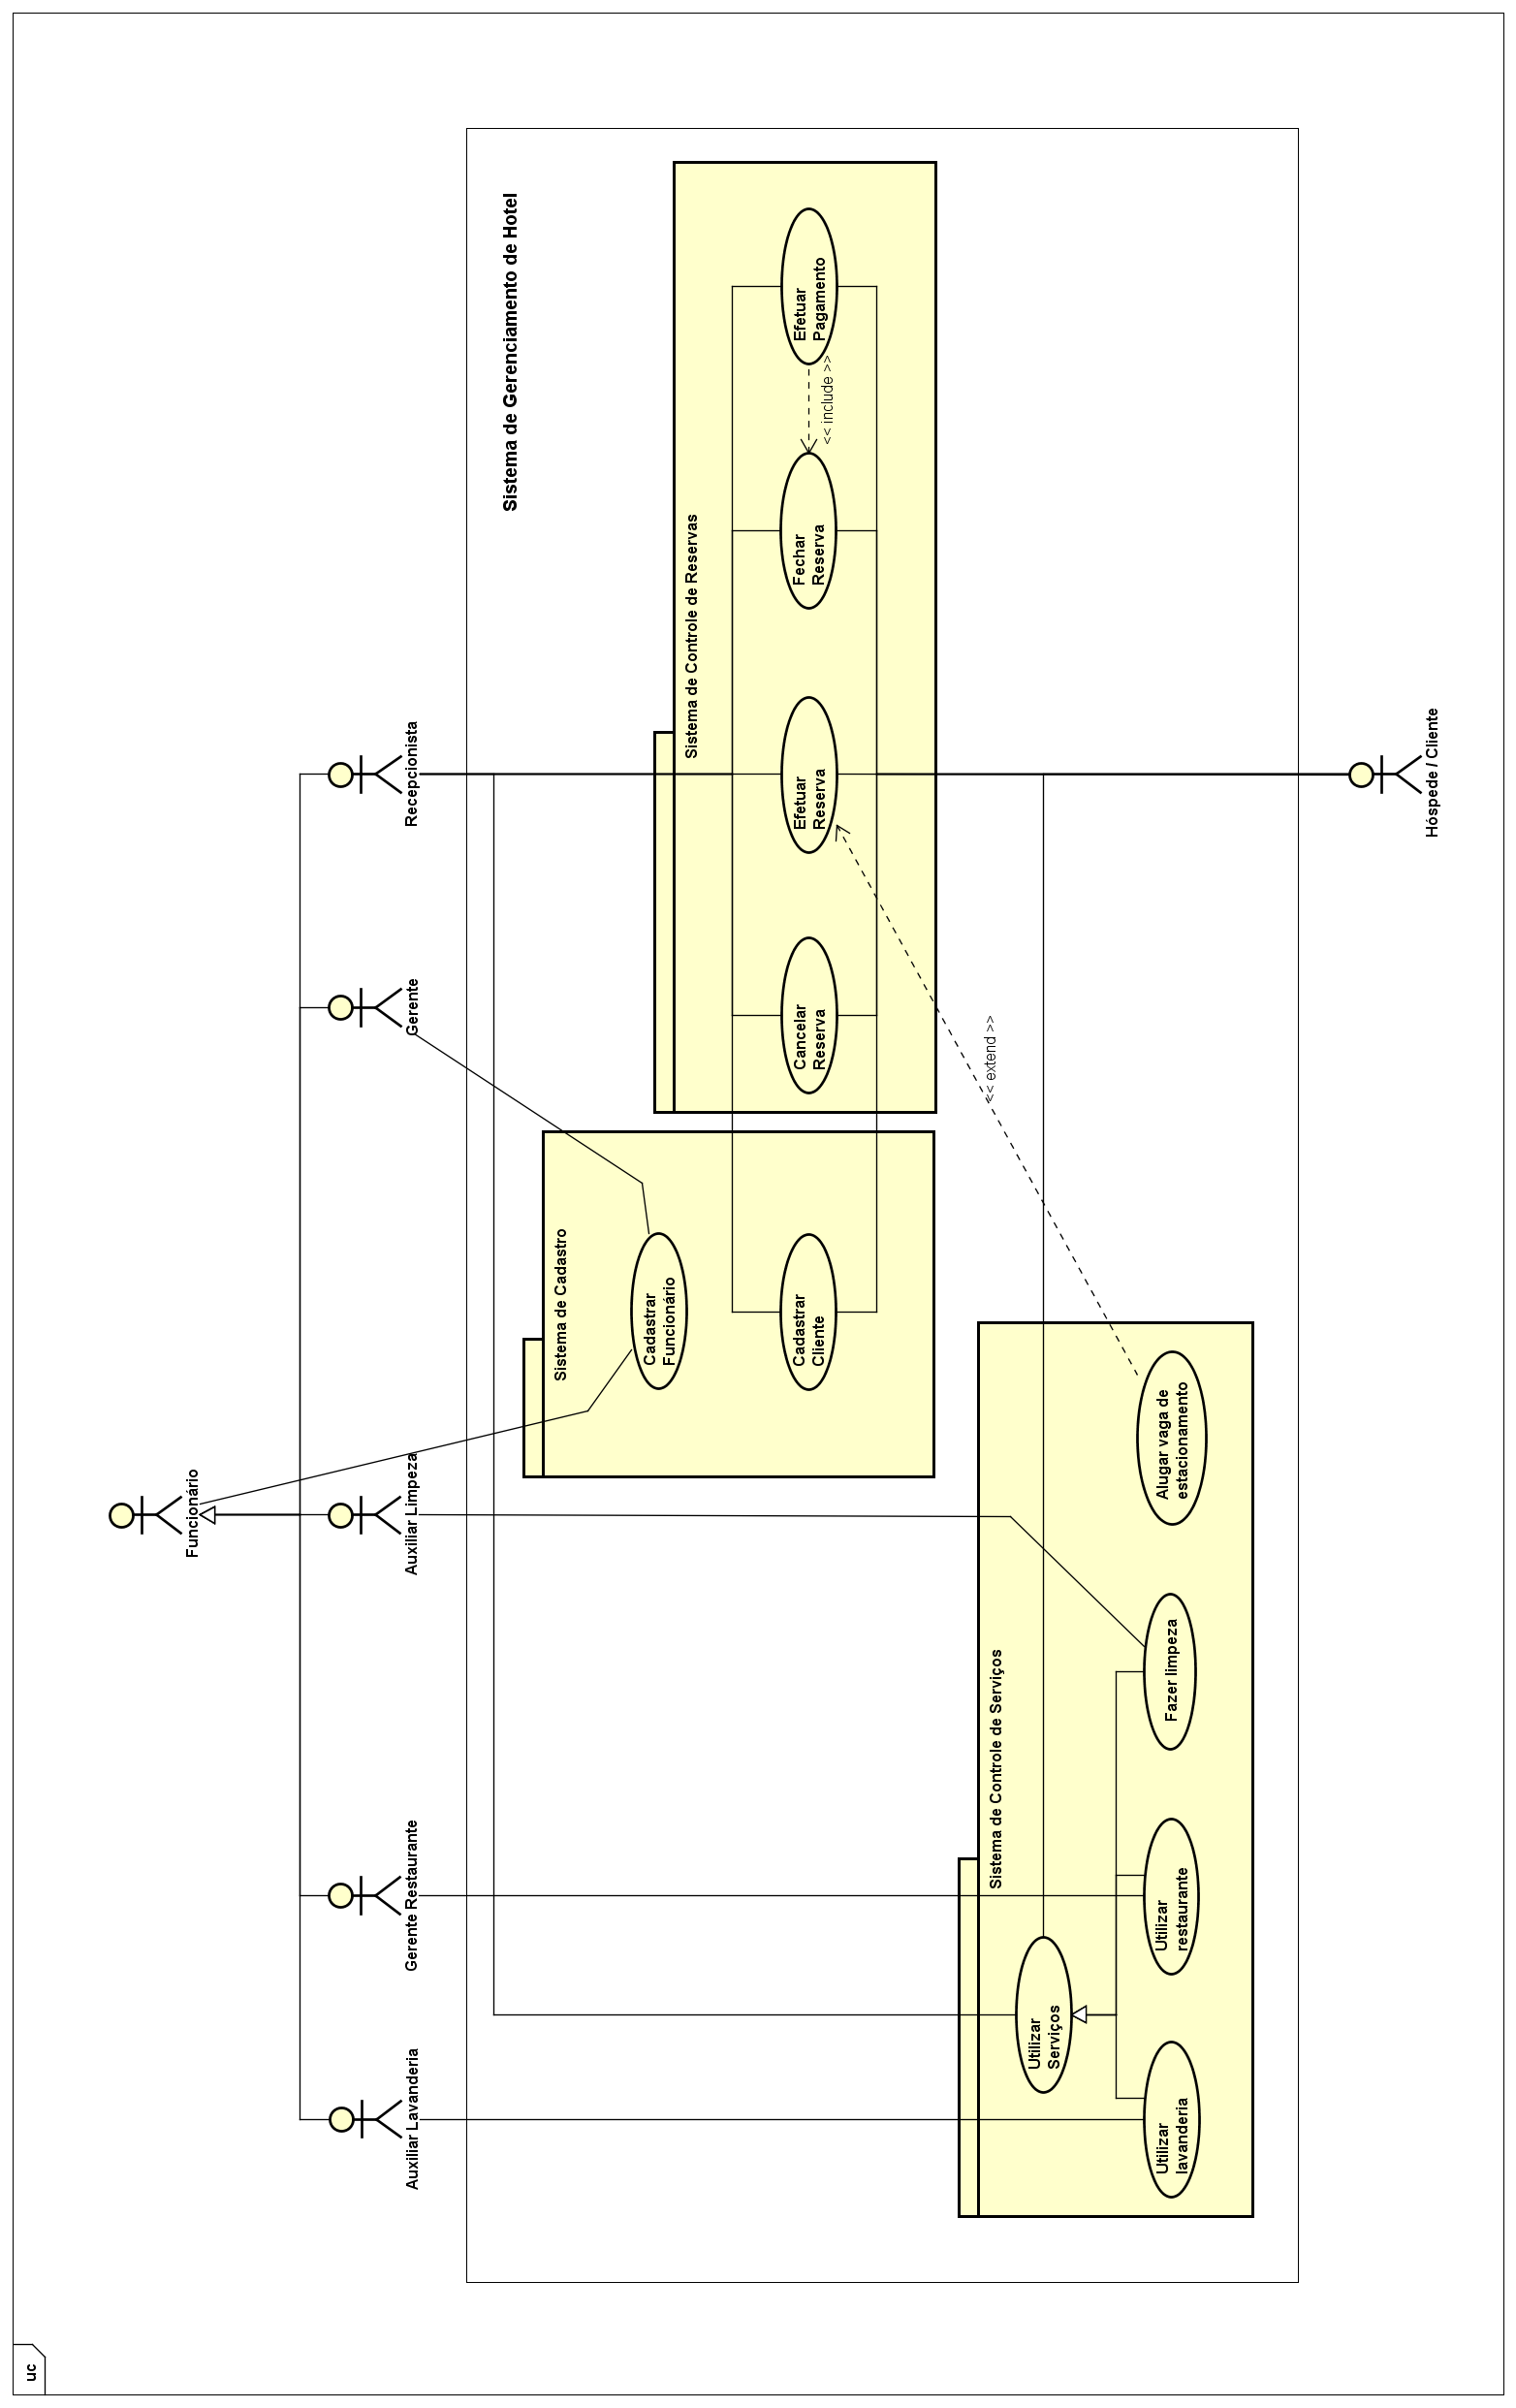 uc
Funcionário
Auxiliar Lavanderia
Gerente Restaurante
Auxiliar Limpeza
Gerente
Recepcionista
Sistema de Gerenciamento de Hotel
Sistema de Cadastro
Cadastrar
Funcionário
Cadastrar
Cliente
Sistema de Controle de Reservas
Cancelar
Reserva
Efetuar
Reserva
Fechar
Reserva
<< include >>
Efetuar
Pagamento
<< extend >>
Sistema de Controle de Serviços
Utilizar
Serviços
Utilizar
lavanderia
Utilizar
restaurante
Fazer limpeza
Alugar vaga de
estacionamento
Hóspede / Cliente